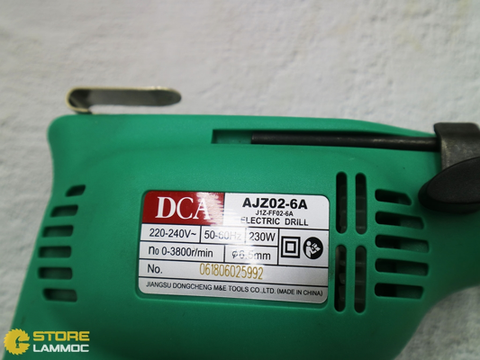 DCA
AJZ02-6A
J1Z-FF02-6A
ELECTRIC DRILL
220-240V~ 50-60Hz 230W
n0 0-3800r/min φ6.5mm
No. 061806025992
JIANGSU DONGCHENG M&E TOOLS CO.,LTD. (MADE IN CHINA)
G STORE
LAMMOC